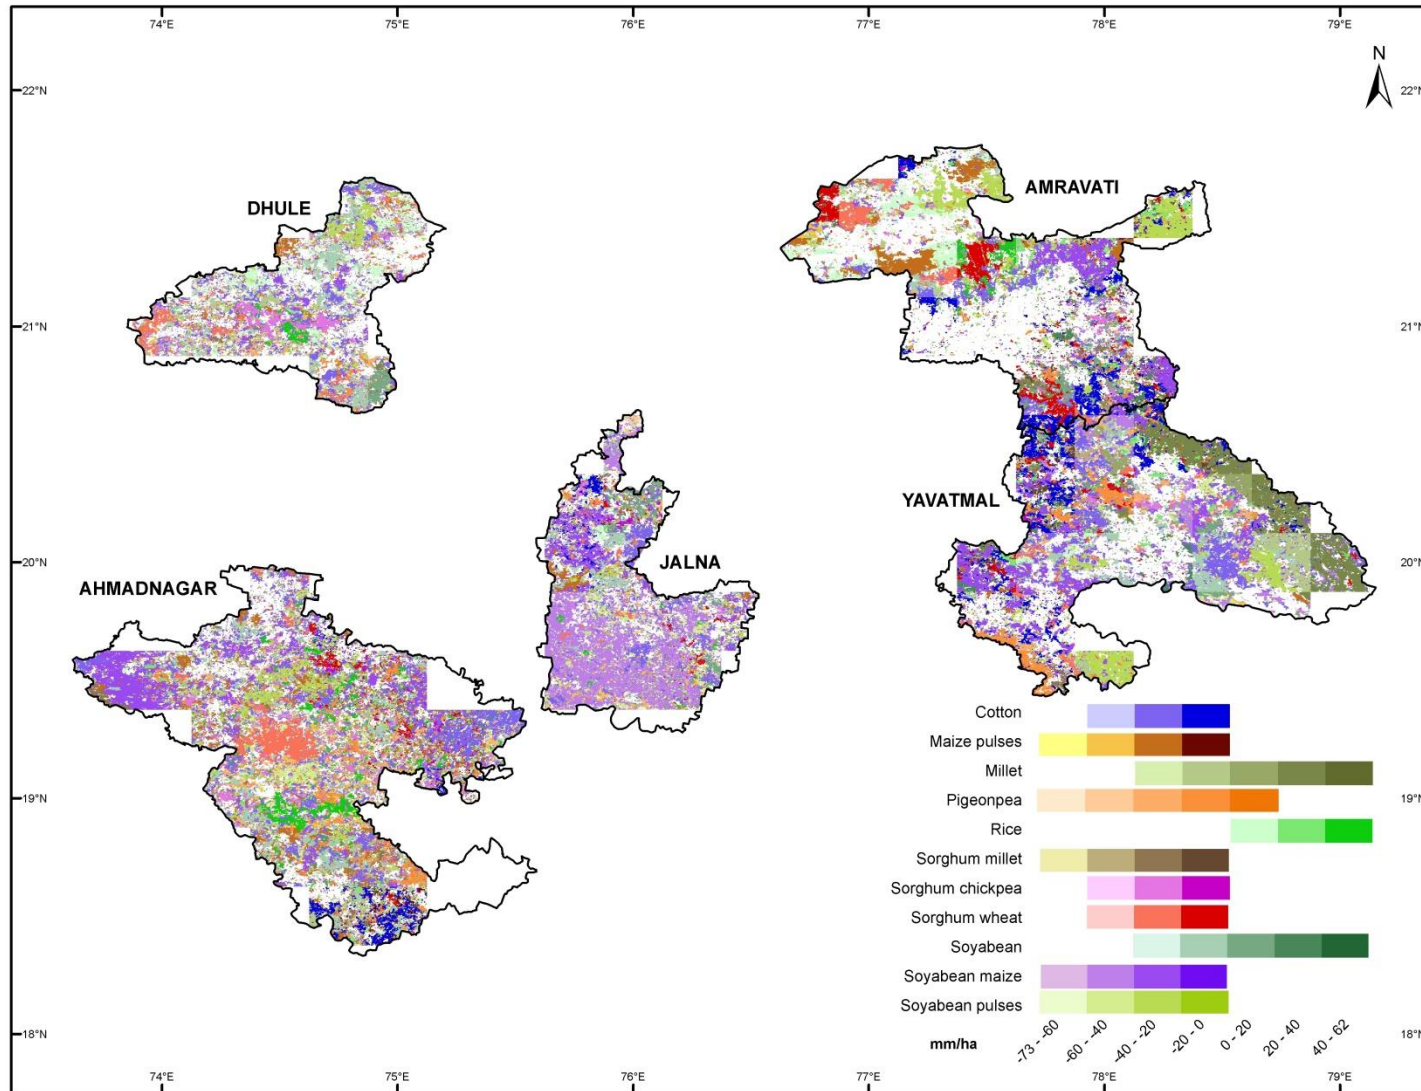 74°E 75°E 76°E 77°E 78°E 79°E
N
22°N 22°N
AMRAVATI
DHULE
21°N 21°N
YAVATMAL
20°N 20°N
JALNA
AHMADNAGAR
Cotton
Maize pulses
Millet
19°N 19°N
Pigeonpea
Rice
Sorghum millet
Sorghum chickpea
Sorghum wheat
Soyabean
Soyabean maize
Soyabean pulses
mm/ha -73 - -60 -60 - -40 -40 - -20 -20 - 0 0 - 20 20 - 40 40 - 62
18°N 18°N
74°E 75°E 76°E 77°E 78°E 79°E